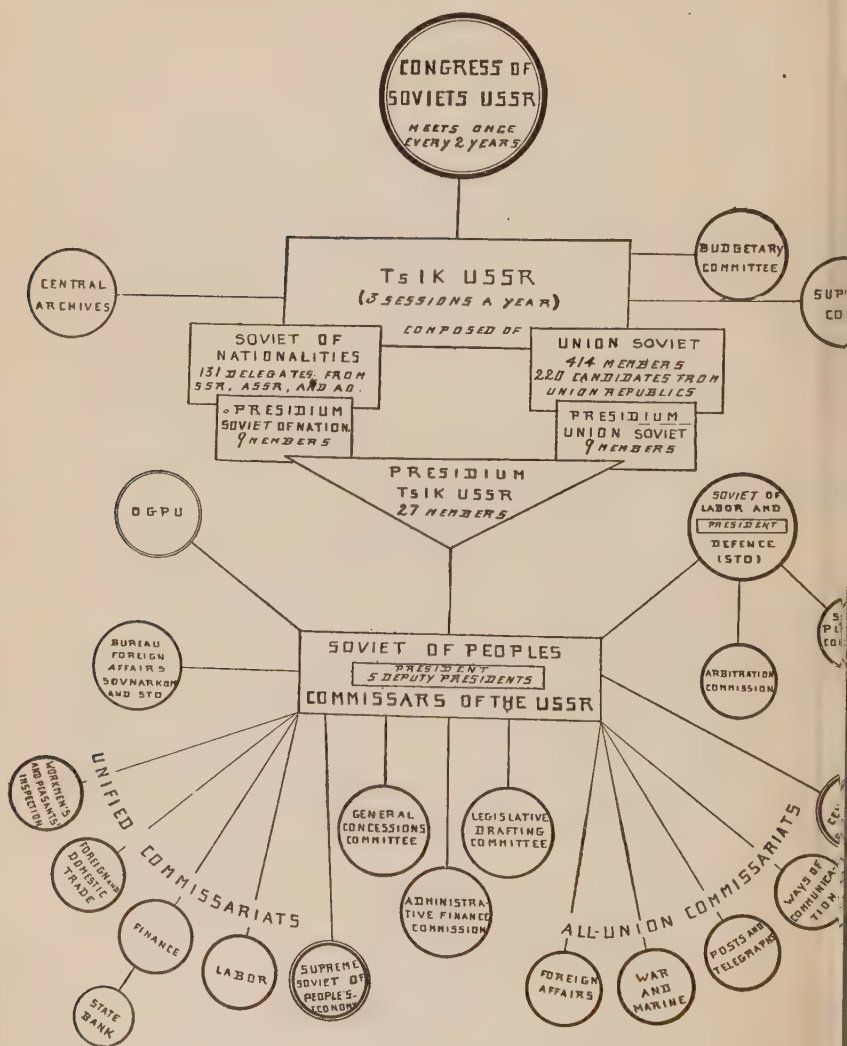 CONGRESS OF
SOVIETS USSR
MEETS ONCE
EVERY 2 YEARS
CENTRAL
ARCHIVES
TsIK USSR
(3 SESSIONS A YEAR)
COMPOSED OF
BUDGETARY
COMMITTEE
SUP
CO
SOVIET OF
NATIONALITIES
131 DELEGATES FROM
SSR, ASSR, AND AO.
UNION SOVIET
414 MEMBERS
220 CANDIDATES FROM
UNION REPUBLICS
PRESIDIUM
SOVIET OF NATION.
9 MEMBERS
PRESIDIUM
UNION SOVIET
9 MEMBERS
PRESIDIUM
TsIK USSR
27 MEMBERS
OGPU
SOVIET OF
LABOR AND
PRESIDENT
DEFENCE
(STO)
ARBITRATION
COMMISSION
BUREAU
FOREIGN
AFFAIRS
SOVNARKOM
AND STO
SOVIET OF PEOPLES
PRESIDENT
5 DEPUTY PRESIDENTS
COMMISSARS OF THE USSR
UNIFIED COMMISSARIATS
WORKMEN'S
AND PEASANTS'
INSPECTION
FOREIGN AND
DOMESTIC
TRADE
FINANCE
STATE
BANK
LABOR
SUPREME
SOVIET OF
PEOPLE'S
ECONOMY
GENERAL
CONCESSIONS
COMMITTEE
ADMINISTRA-
TIVE FINANCE
COMMISSION
LEGISLATIVE
DRAFTING
COMMITTEE
ALL-UNION COMMISSARIATS
FOREIGN
AFFAIRS
WAR
AND
MARINE
POSTS AND
TELEGRAPHS
WAYS OF
COMMUNICA-
TION